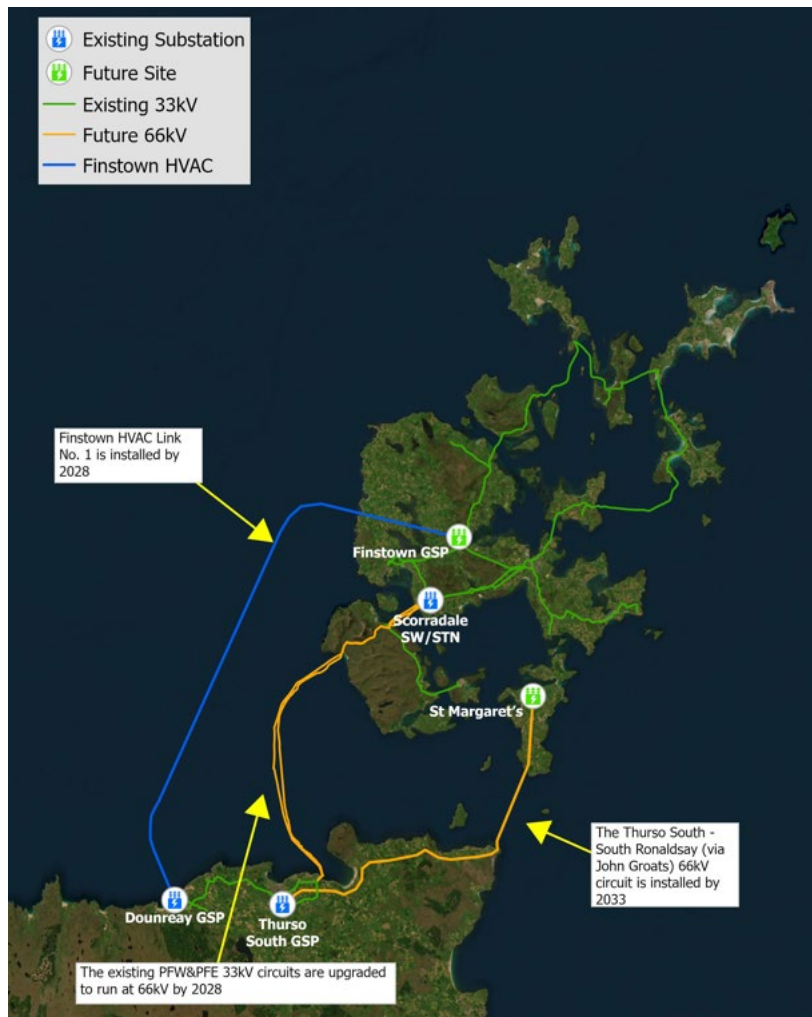 Existing Substation
Future Site
Existing 33kV
Future 66kV
Finstown HVAC
Finstown HVAC Link
No. 1 is installed by
2028
Finstown GSP
Scorradale
SW/STN
St Margaret's
The Thurso South -
South Ronaldsay (via
John Groats) 66kV
circuit is installed by
2033
Dounreay GSP
Thurso
South GSP
The existing PFW&PFE 33kV circuits are upgraded
to run at 66kV by 2028